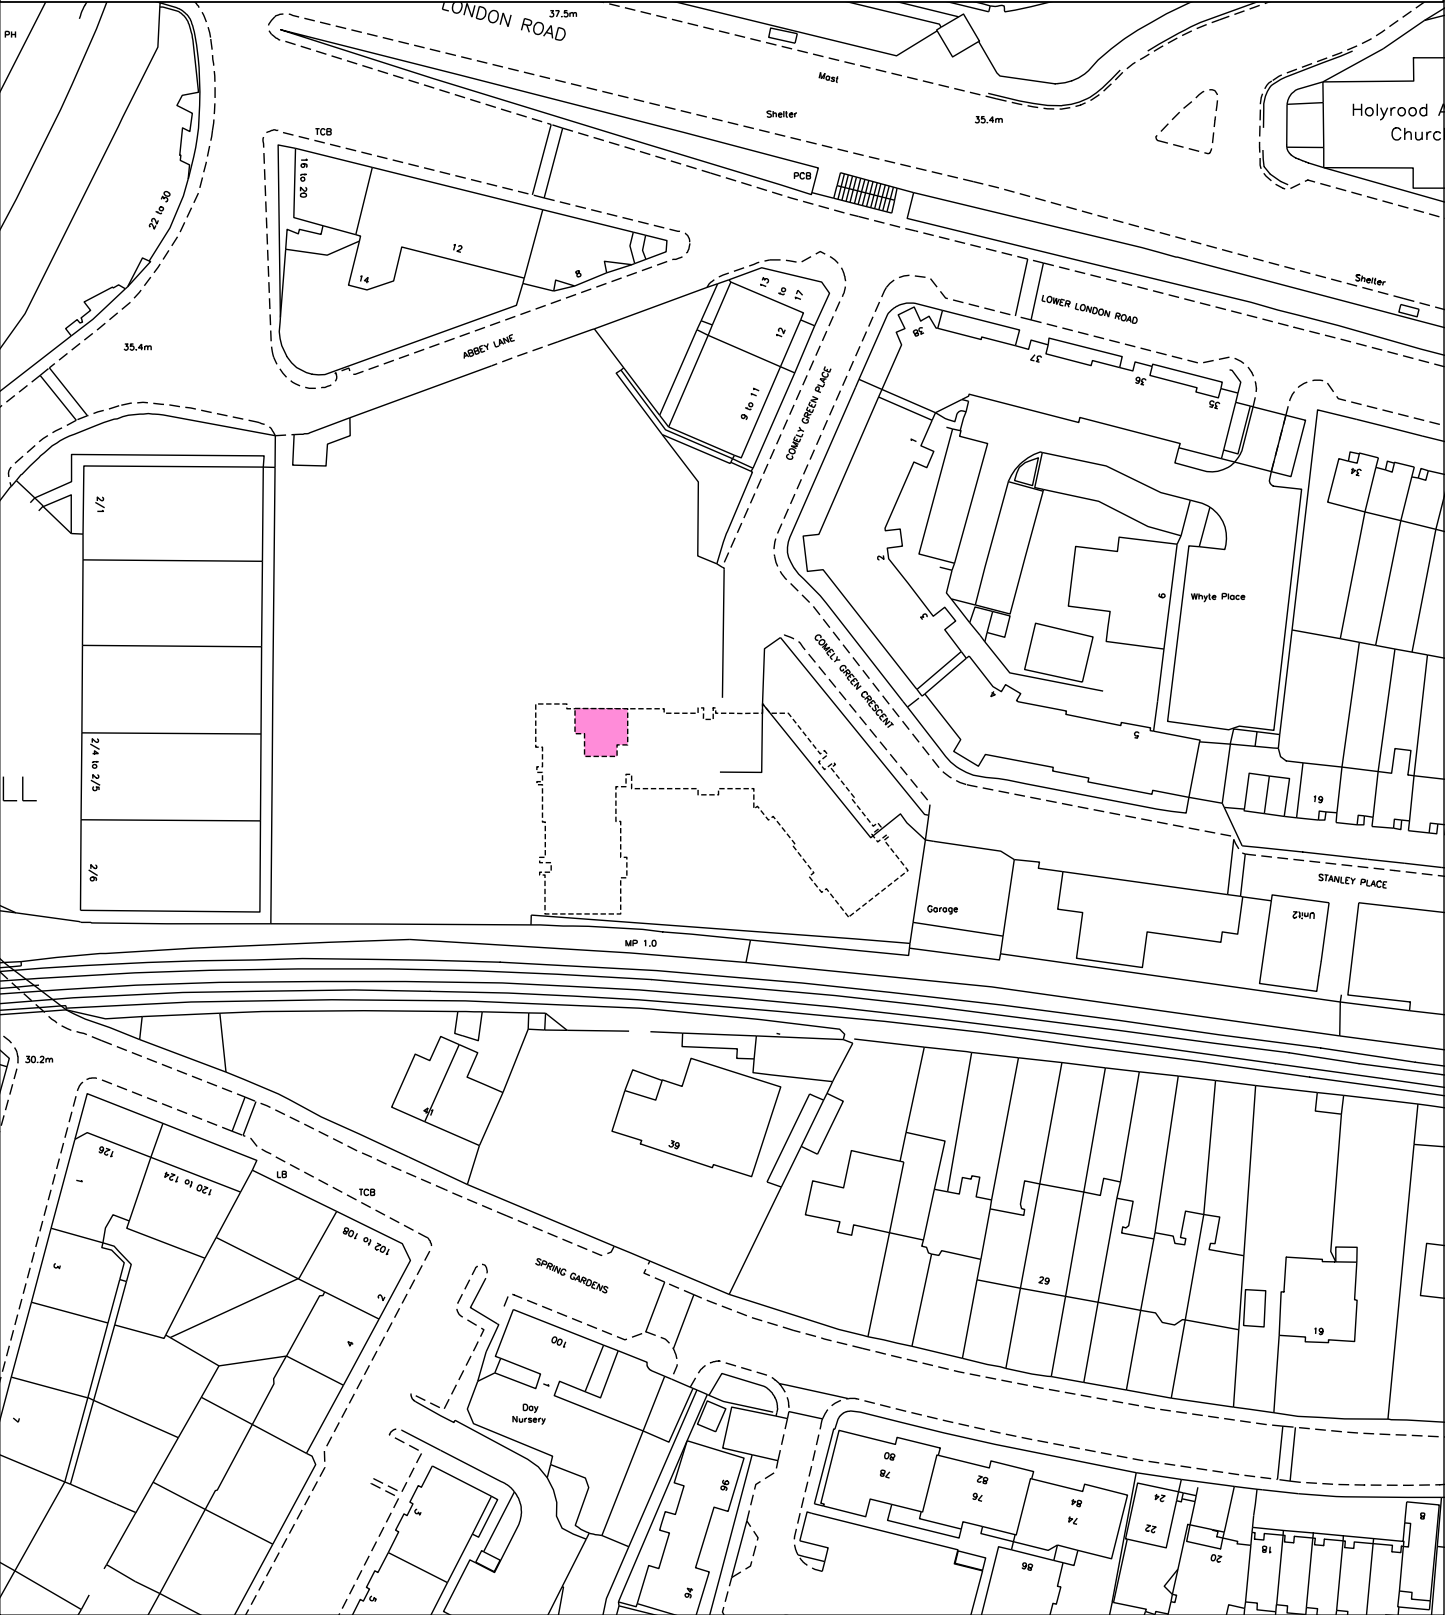 PH
LONDON ROAD
37.5m
Mast
Shelter
35.4m
Holyrood A
Churc
TCB
16 to 20
PCB
22 to 30
12
14
8
13
to
17
12
9 to 11
Shelter
LOWER LONDON ROAD
38
37
36
35
34
35.4m
ABBEY LANE
COMELY GREEN PLACE
1
2
3
4
5
6
Whyte Place
2/1
COMELY GREEN CRESCENT
2/4 to 2/5
LL
19
2/6
STANLEY PLACE
Garage
Unit2
MP 1.0
30.2m
41
39
126
1
120 to 124
LB
TCB
102 to 108
3
2
4
7
SPRING GARDENS
29
19
100
Day
Nursery
3
5
96
94
80
78
82
76
84
74
86
24
22
20
18
8